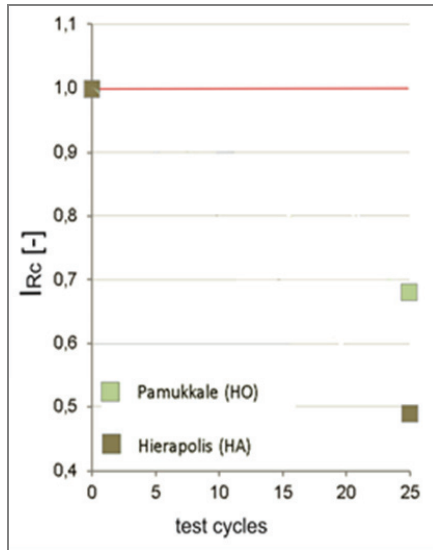 1,1
1,0
0,9
0,8
0,7
0,6
0,5
0,4
IRc [-]
Pamukkale (HO)
Hierapolis (HA)
0 5 10 15 20 25
test cycles